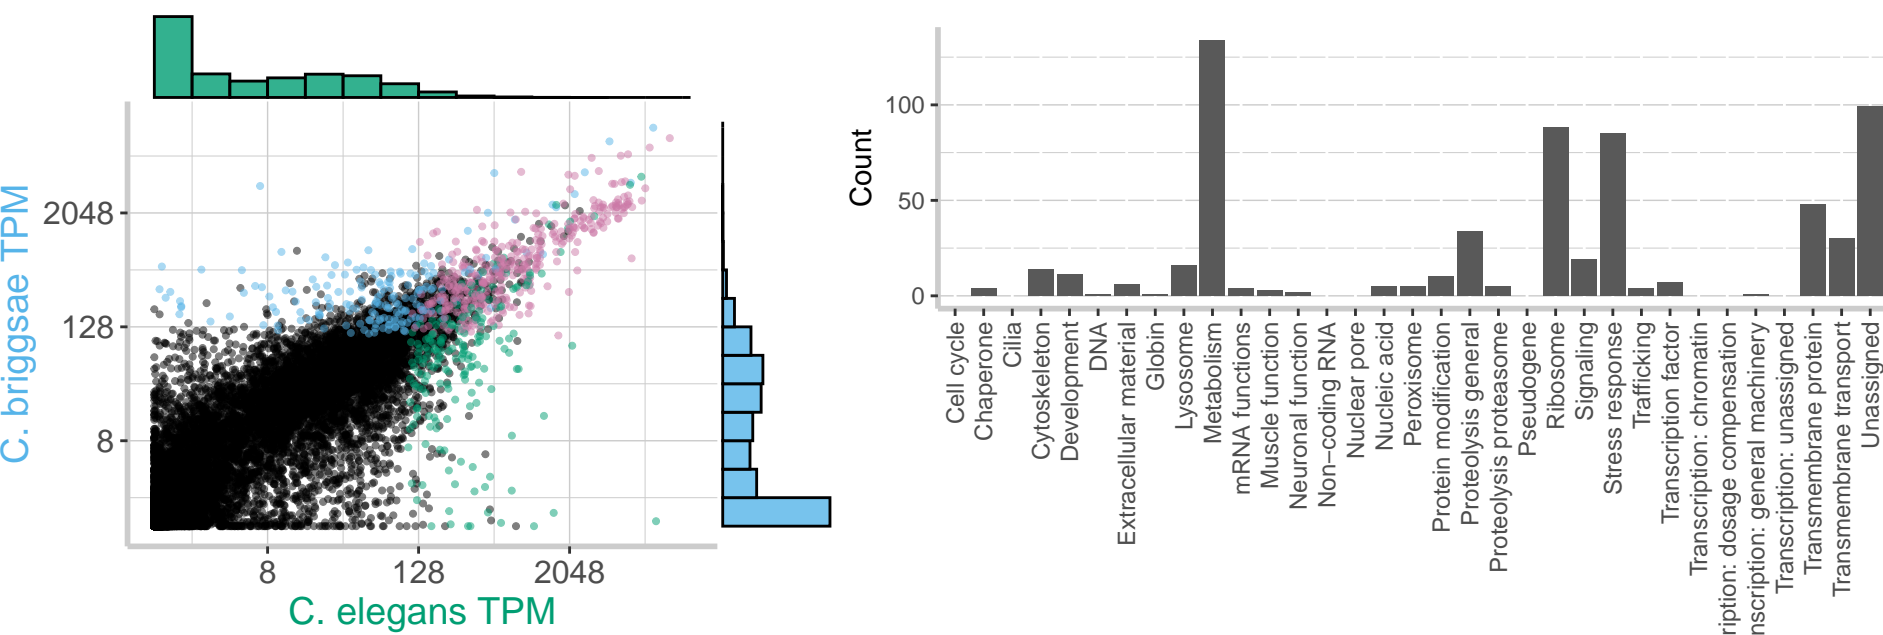 C. briggsae TPM
2048
128
8
8
128
2048
C. elegans TPM
Count
100
50
0
Cell cycle
Chaperone
Cilia
Cytoskeleton
Development
DNA
Extracellular material
Globin
Lysosome
Metabolism
mRNA functions
Muscle function
Neuronal function
Non−coding RNA
Nuclear pore
Nucleic acid
Peroxisome
Protein modification
Proteolysis general
Proteolysis proteasome
Pseudogene
Ribosome
Signaling
Stress response
Trafficking
Transcription factor
Transcription: chromatin
ription: dosage compensation
nscription: general machinery
Transcription: unassigned
Transmembrane protein
Transmembrane transport
Unassigned